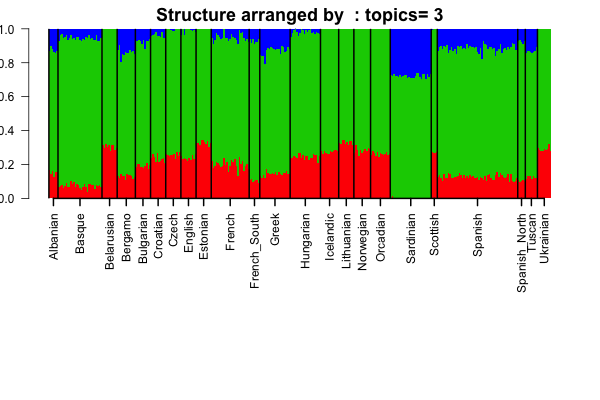 Structure arranged by : topics= 3
1.0
0.8
0.6
0.4
0.2
0.0
Albanian
Basque
Belarusian
Bergamo
Bulgarian
Croatian
Czech
English
Estonian
French
French_South
Greek
Hungarian
Icelandic
Lithuanian
Norwegian
Orcadian
Sardinian
Scottish
Spanish
Spanish_North
Tuscan
Ukrainian